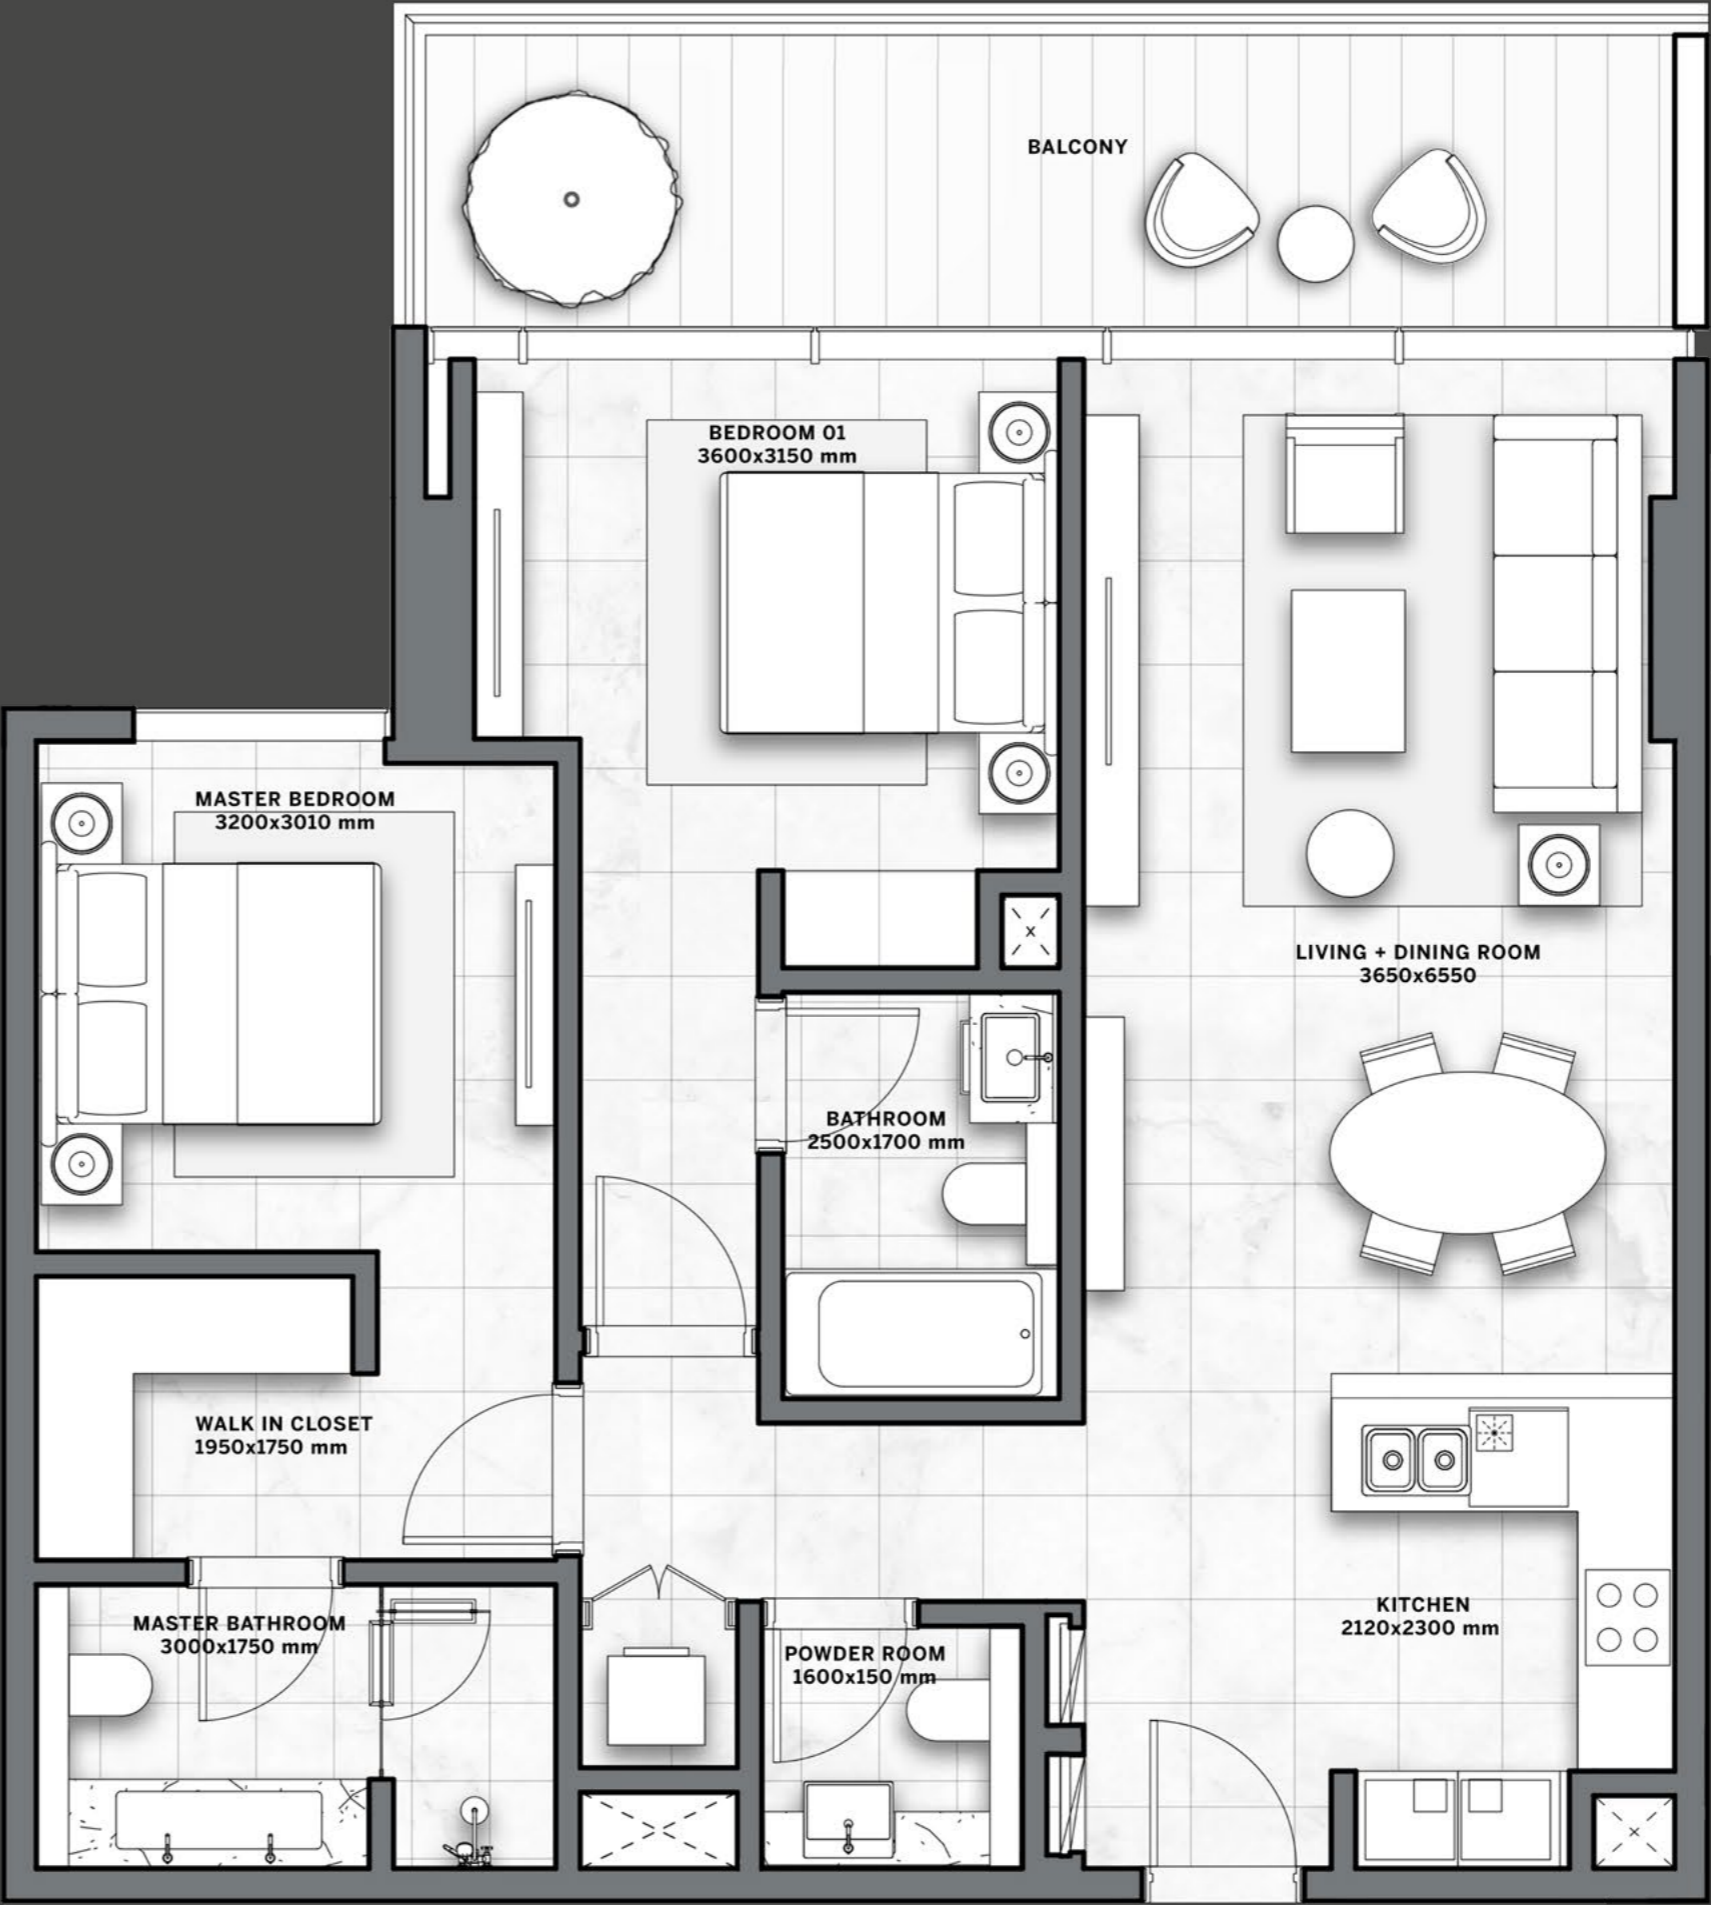 BALCONY
BEDROOM 01
3600x3150 mm
MASTER BEDROOM
3200x3010 mm
LIVING + DINING ROOM
3650x6550
BATHROOM
2500x1700 mm
WALK IN CLOSET
1950x1750 mm
KITCHEN
2120x2300 mm
MASTER BATHROOM
3000x1750 mm
POWDER ROOM
1600x150 mm